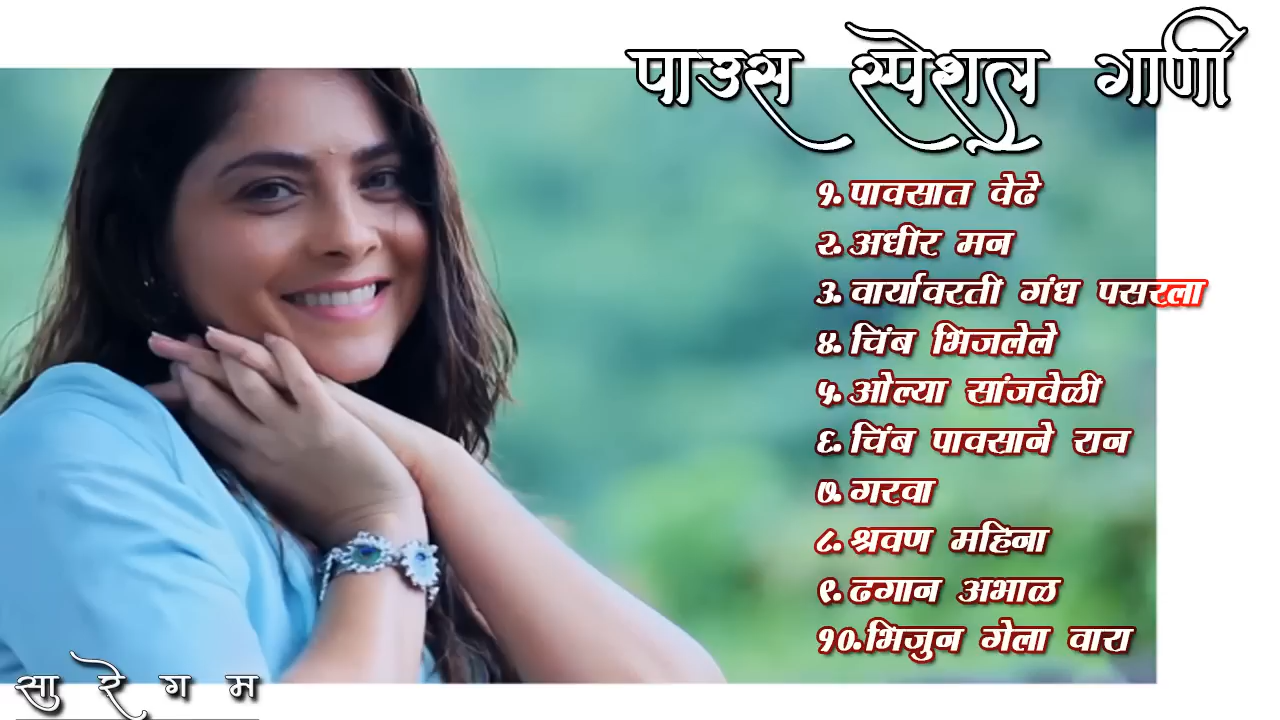 पाउस स्पेशल गाणी
१. पावसात वेढे
२. अधीर मन
३. वार्यावरती गंध पसरला
४. चिंब भिजलेले
५. ओल्या सांजवेळी
६. चिंब पावसाने रान
७. गरवा
८. श्रवण महिना
९. ढगान अभाळ
१०. भिजुन गेला वारा
सा रे ग म